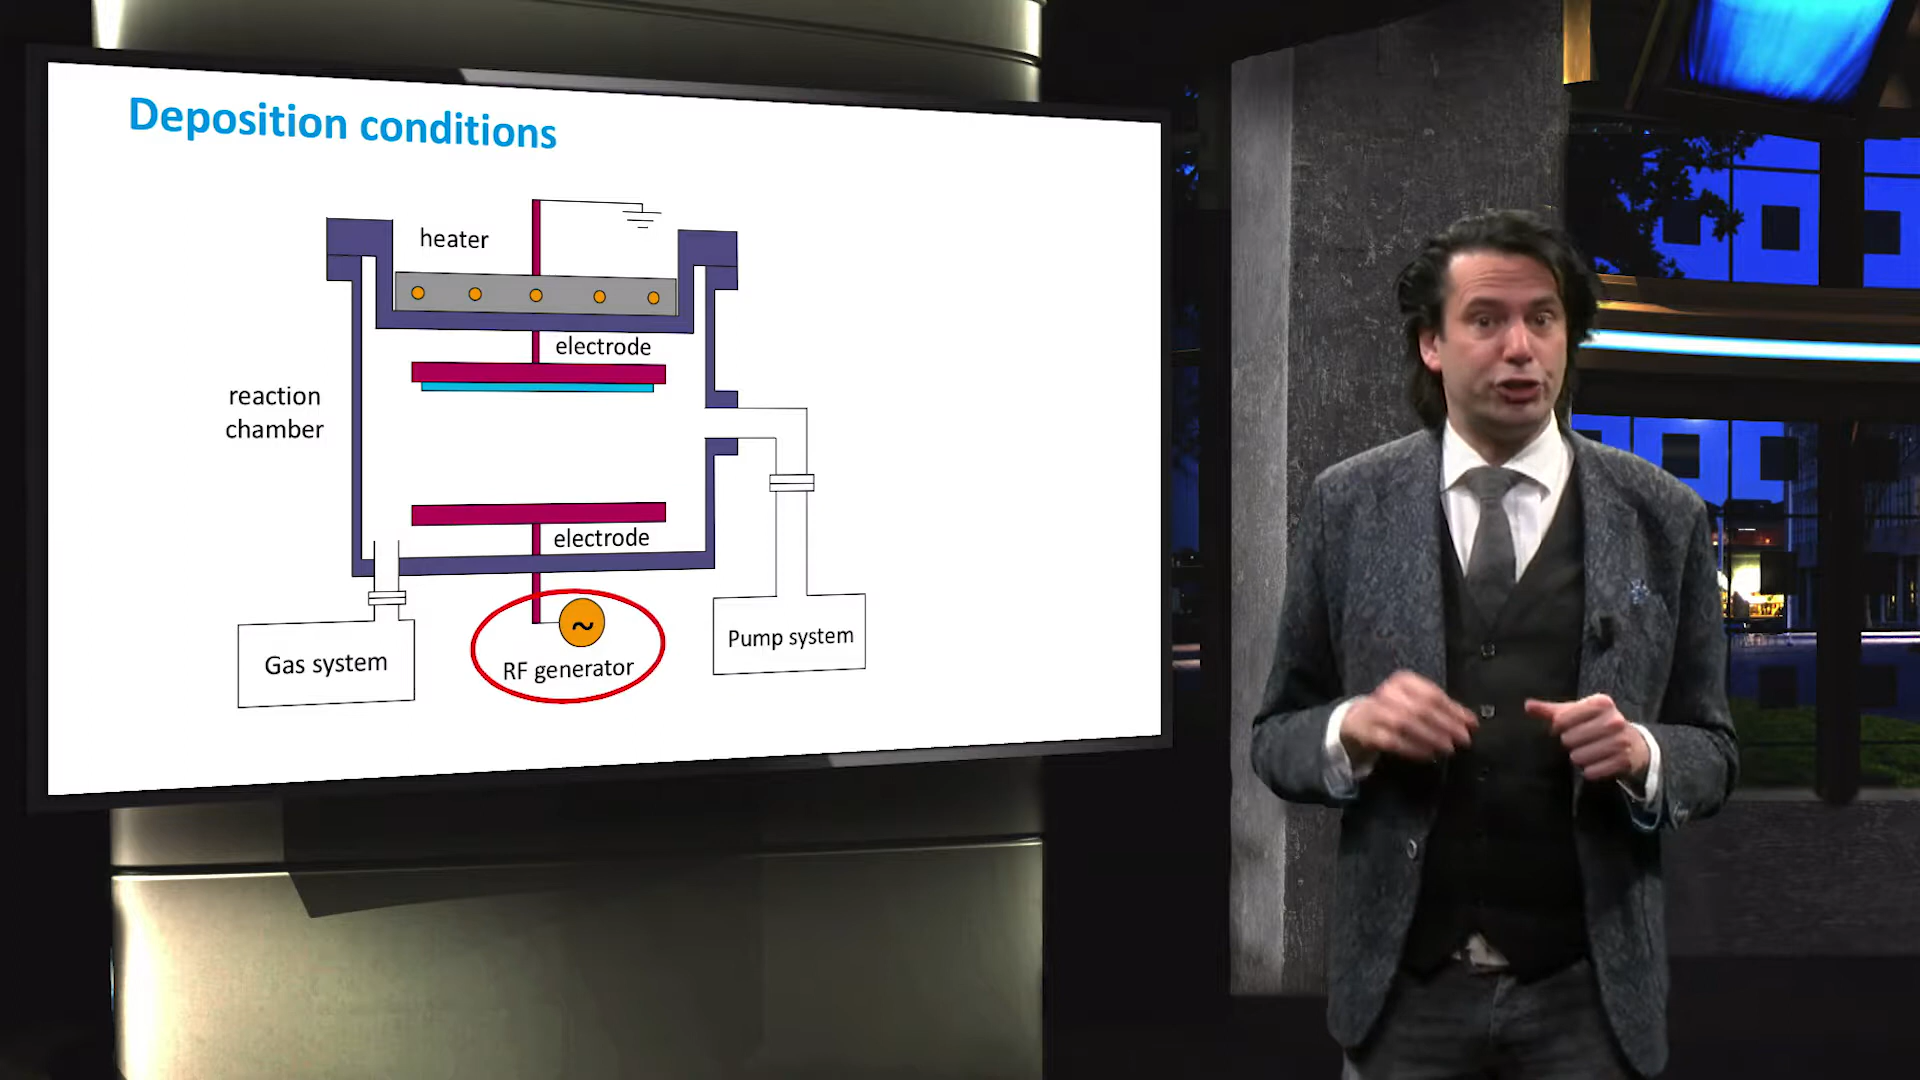 Deposition conditions
heater
electrode
reaction
chamber
electrode
~
RF generator
Gas system
Pump system